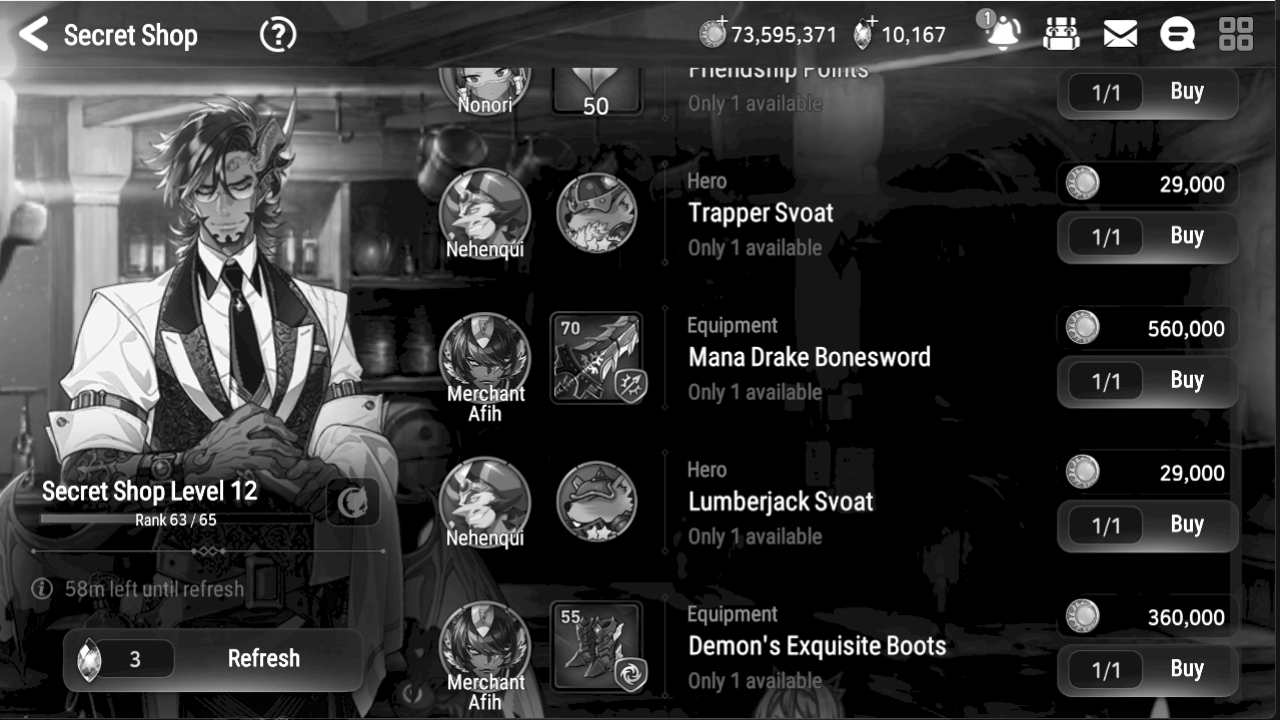 Secret Shop
?
73,595,371
10,167
1
Nonori
50
Friendship Points
Only 1 available
1/1
Buy
Nehenqui
Hero
Trapper Svoat
Only 1 available
29,000
1/1
Buy
Merchant
Afih
70
Equipment
Mana Drake Bonesword
Only 1 available
560,000
1/1
Buy
Nehenqui
Hero
Lumberjack Svoat
Only 1 available
29,000
1/1
Buy
Merchant
Afih
55
Equipment
Demon's Exquisite Boots
Only 1 available
360,000
1/1
Buy
Secret Shop Level 12
Rank 63 / 65
58m left until refresh
3
Refresh